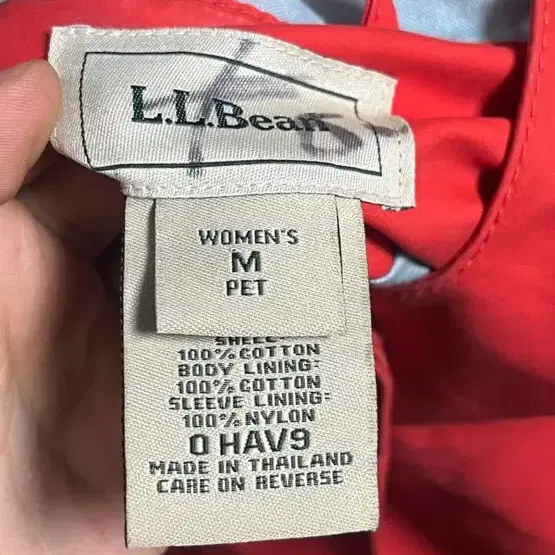 L.L.Bean
WOMEN'S
M
PET
SHELL
100% COTTON
BODY LINING:
100% COTTON
SLEEVE LINING:
100% NYLON
0 HAV9
MADE IN THAILAND
CARE ON REVERSE